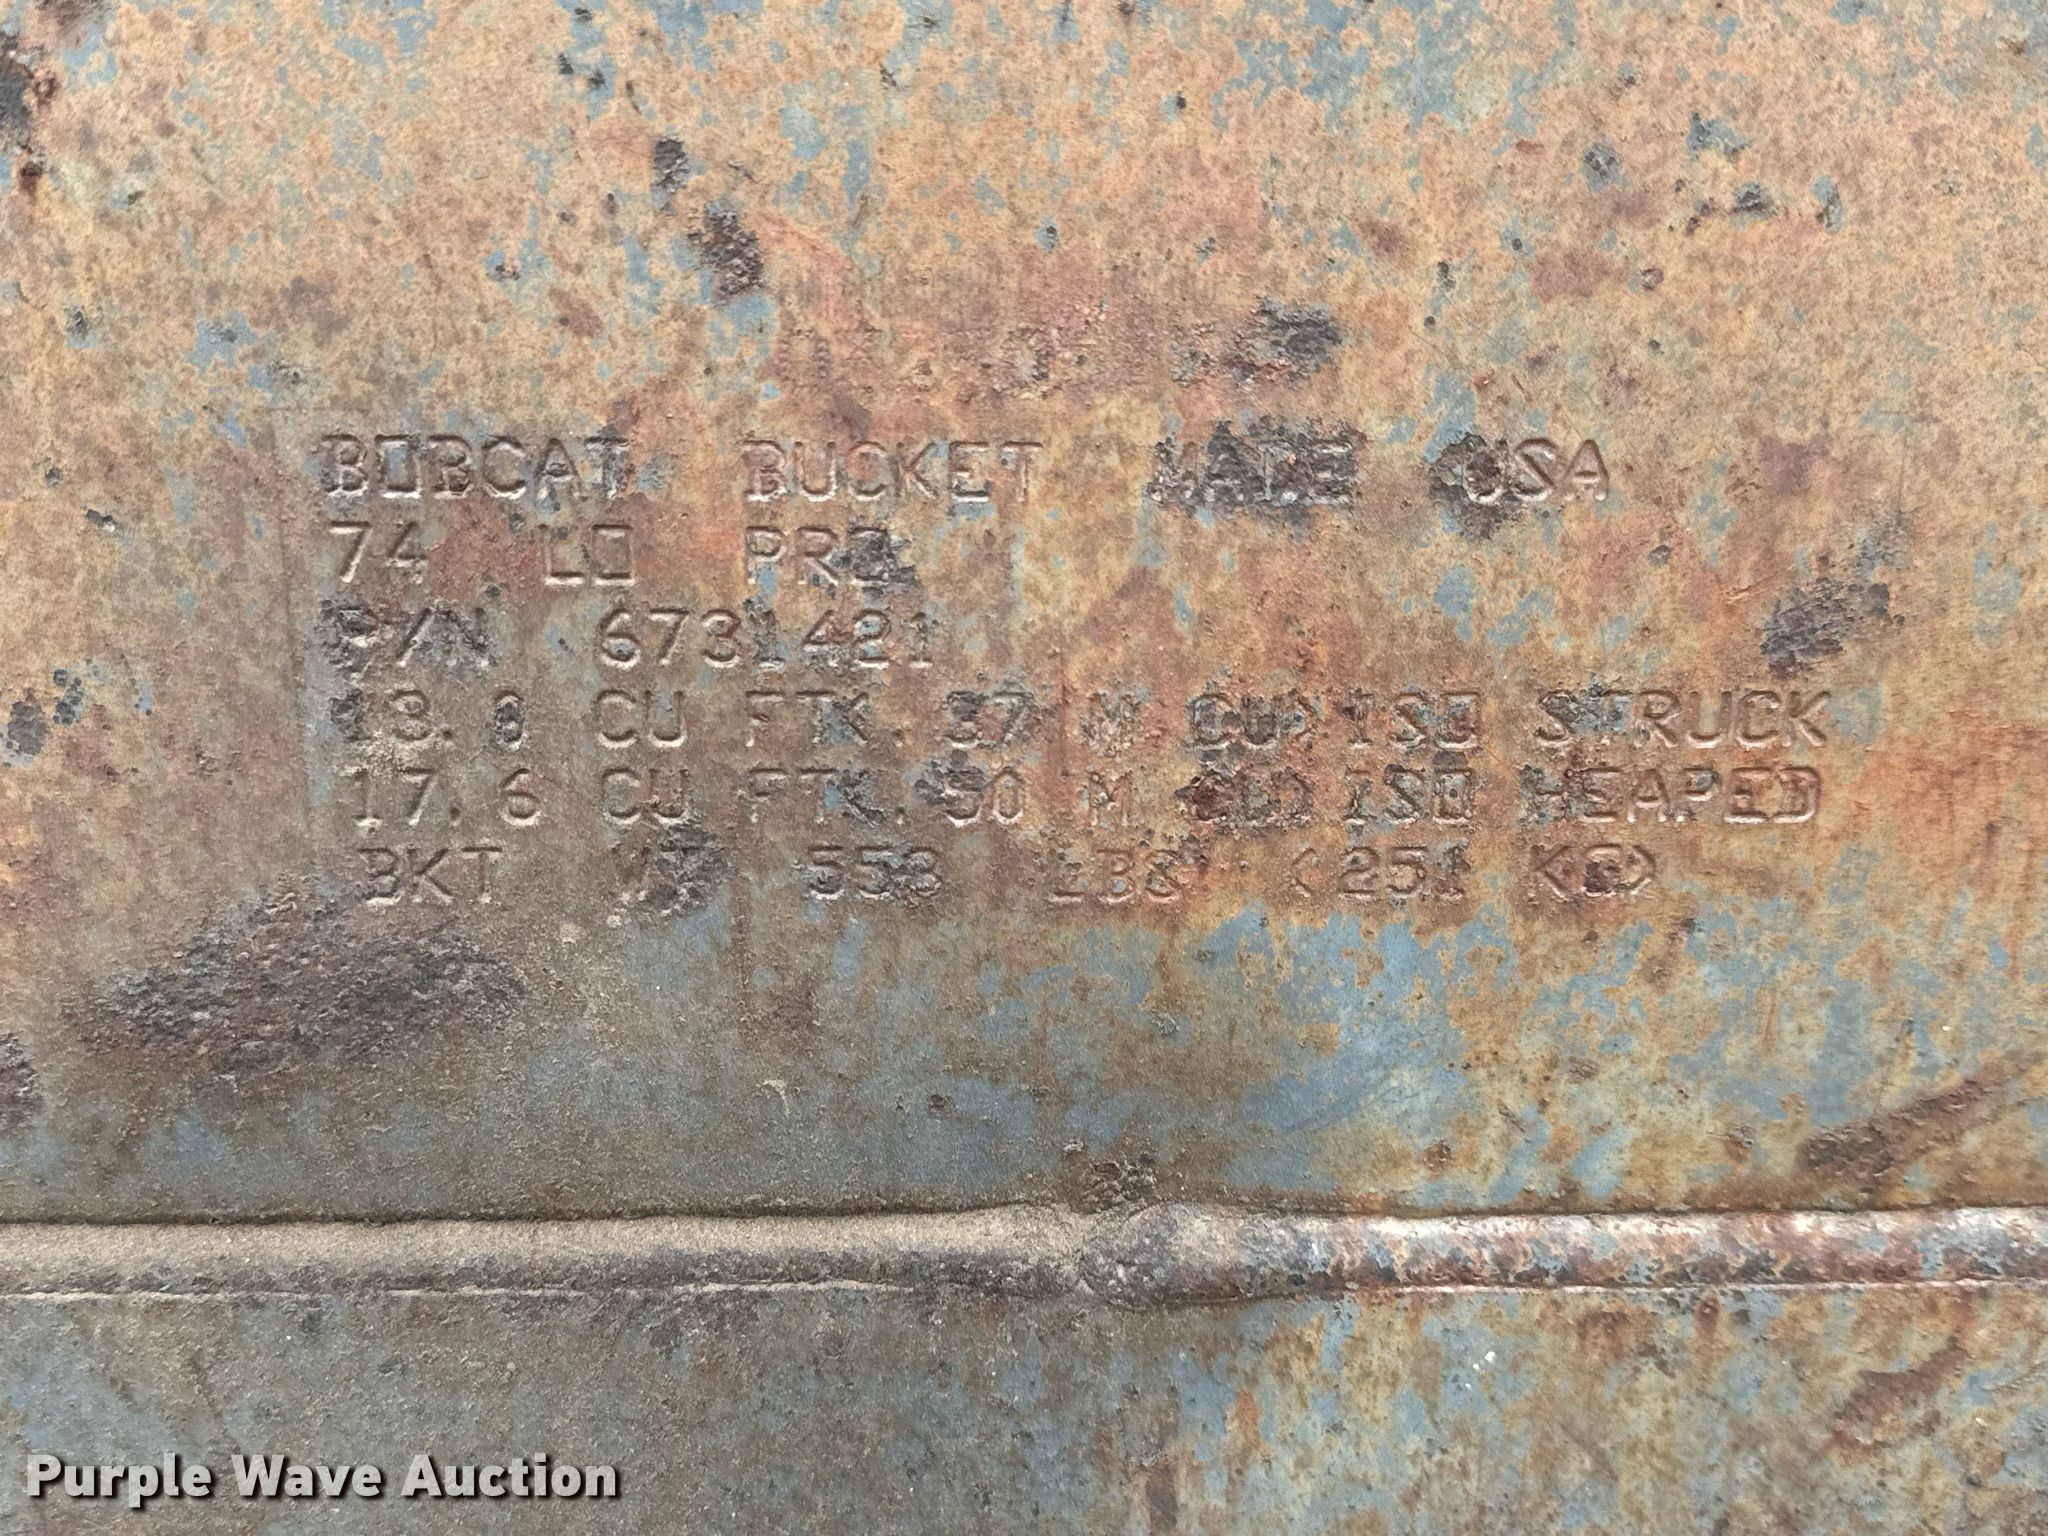 BOBCAT BUCKET MADE USA
74 LO PRO
P/N 6731421
13.0 CU FT<.37 M CU>ISO STRUCK
17.6 CU FT<.50 M CU>ISO HEAPED
BKT WT 553 LBS <251 KG>
Purple Wave Auction